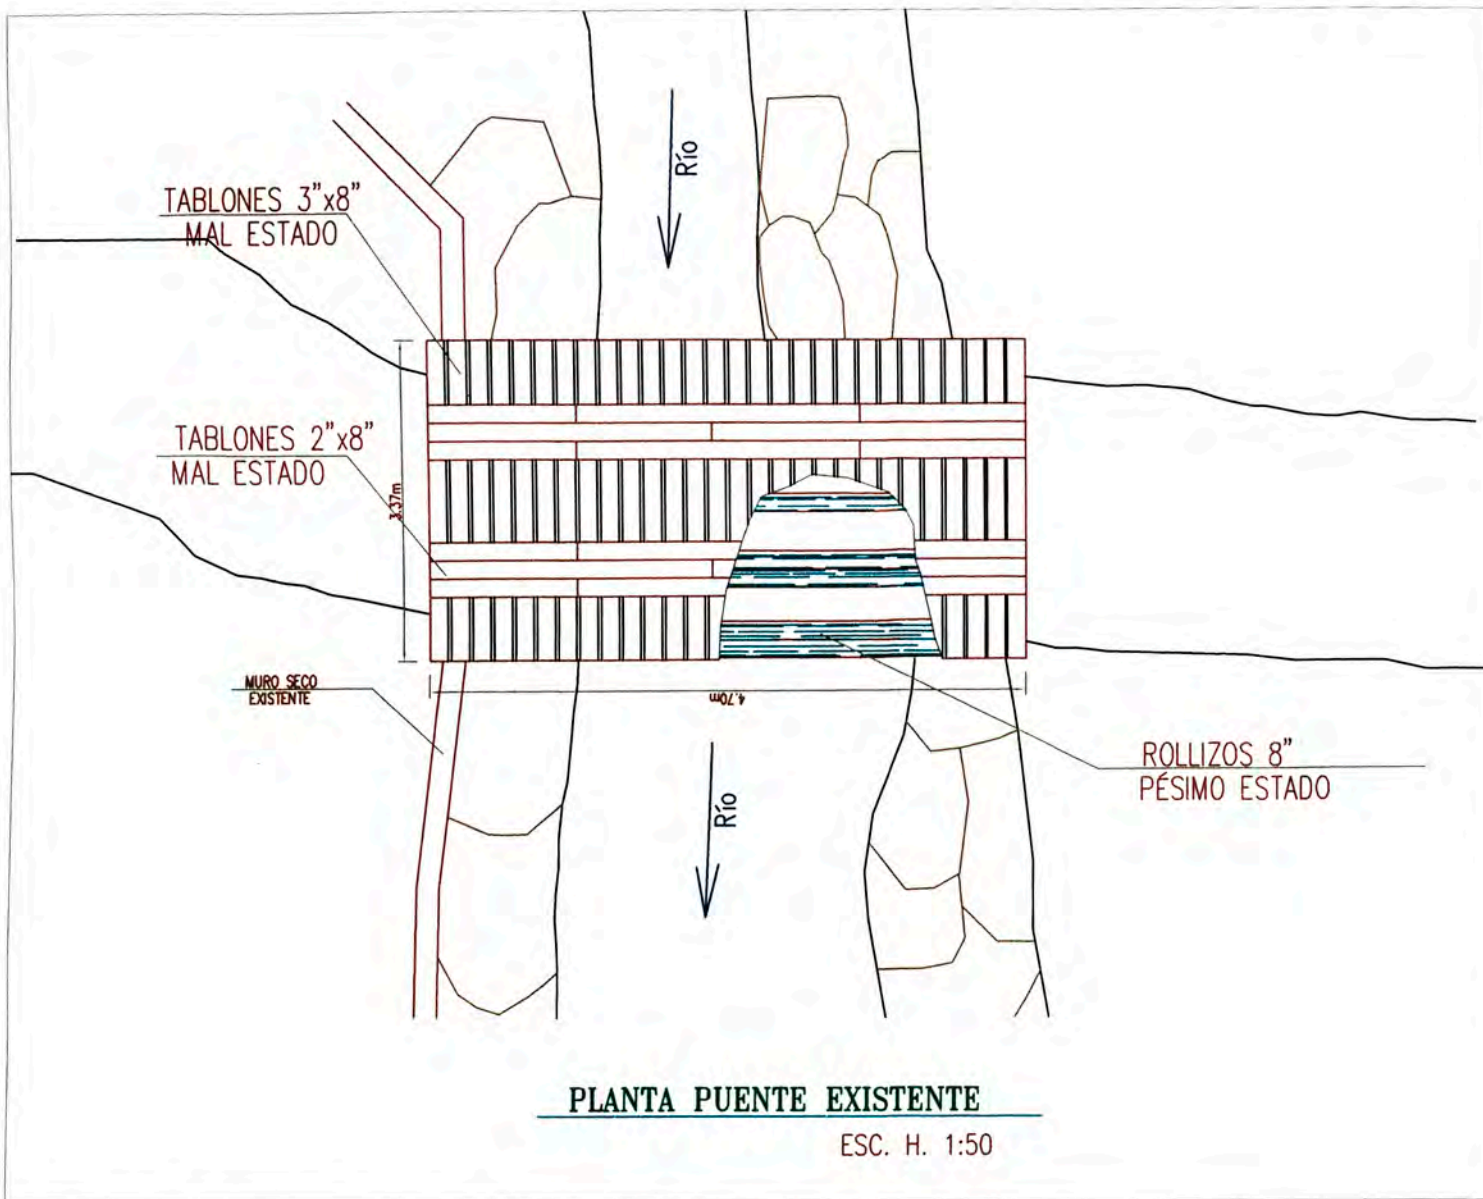 Río
TABLONES 3"x8"
MAL ESTADO
TABLONES 2"x8"
MAL ESTADO
3.37m
MURO SECO
EXISTENTE
4.70m
ROLLIZOS 8"
PÉSIMO ESTADO
Río
PLANTA PUENTE EXISTENTE
ESC. H. 1:50